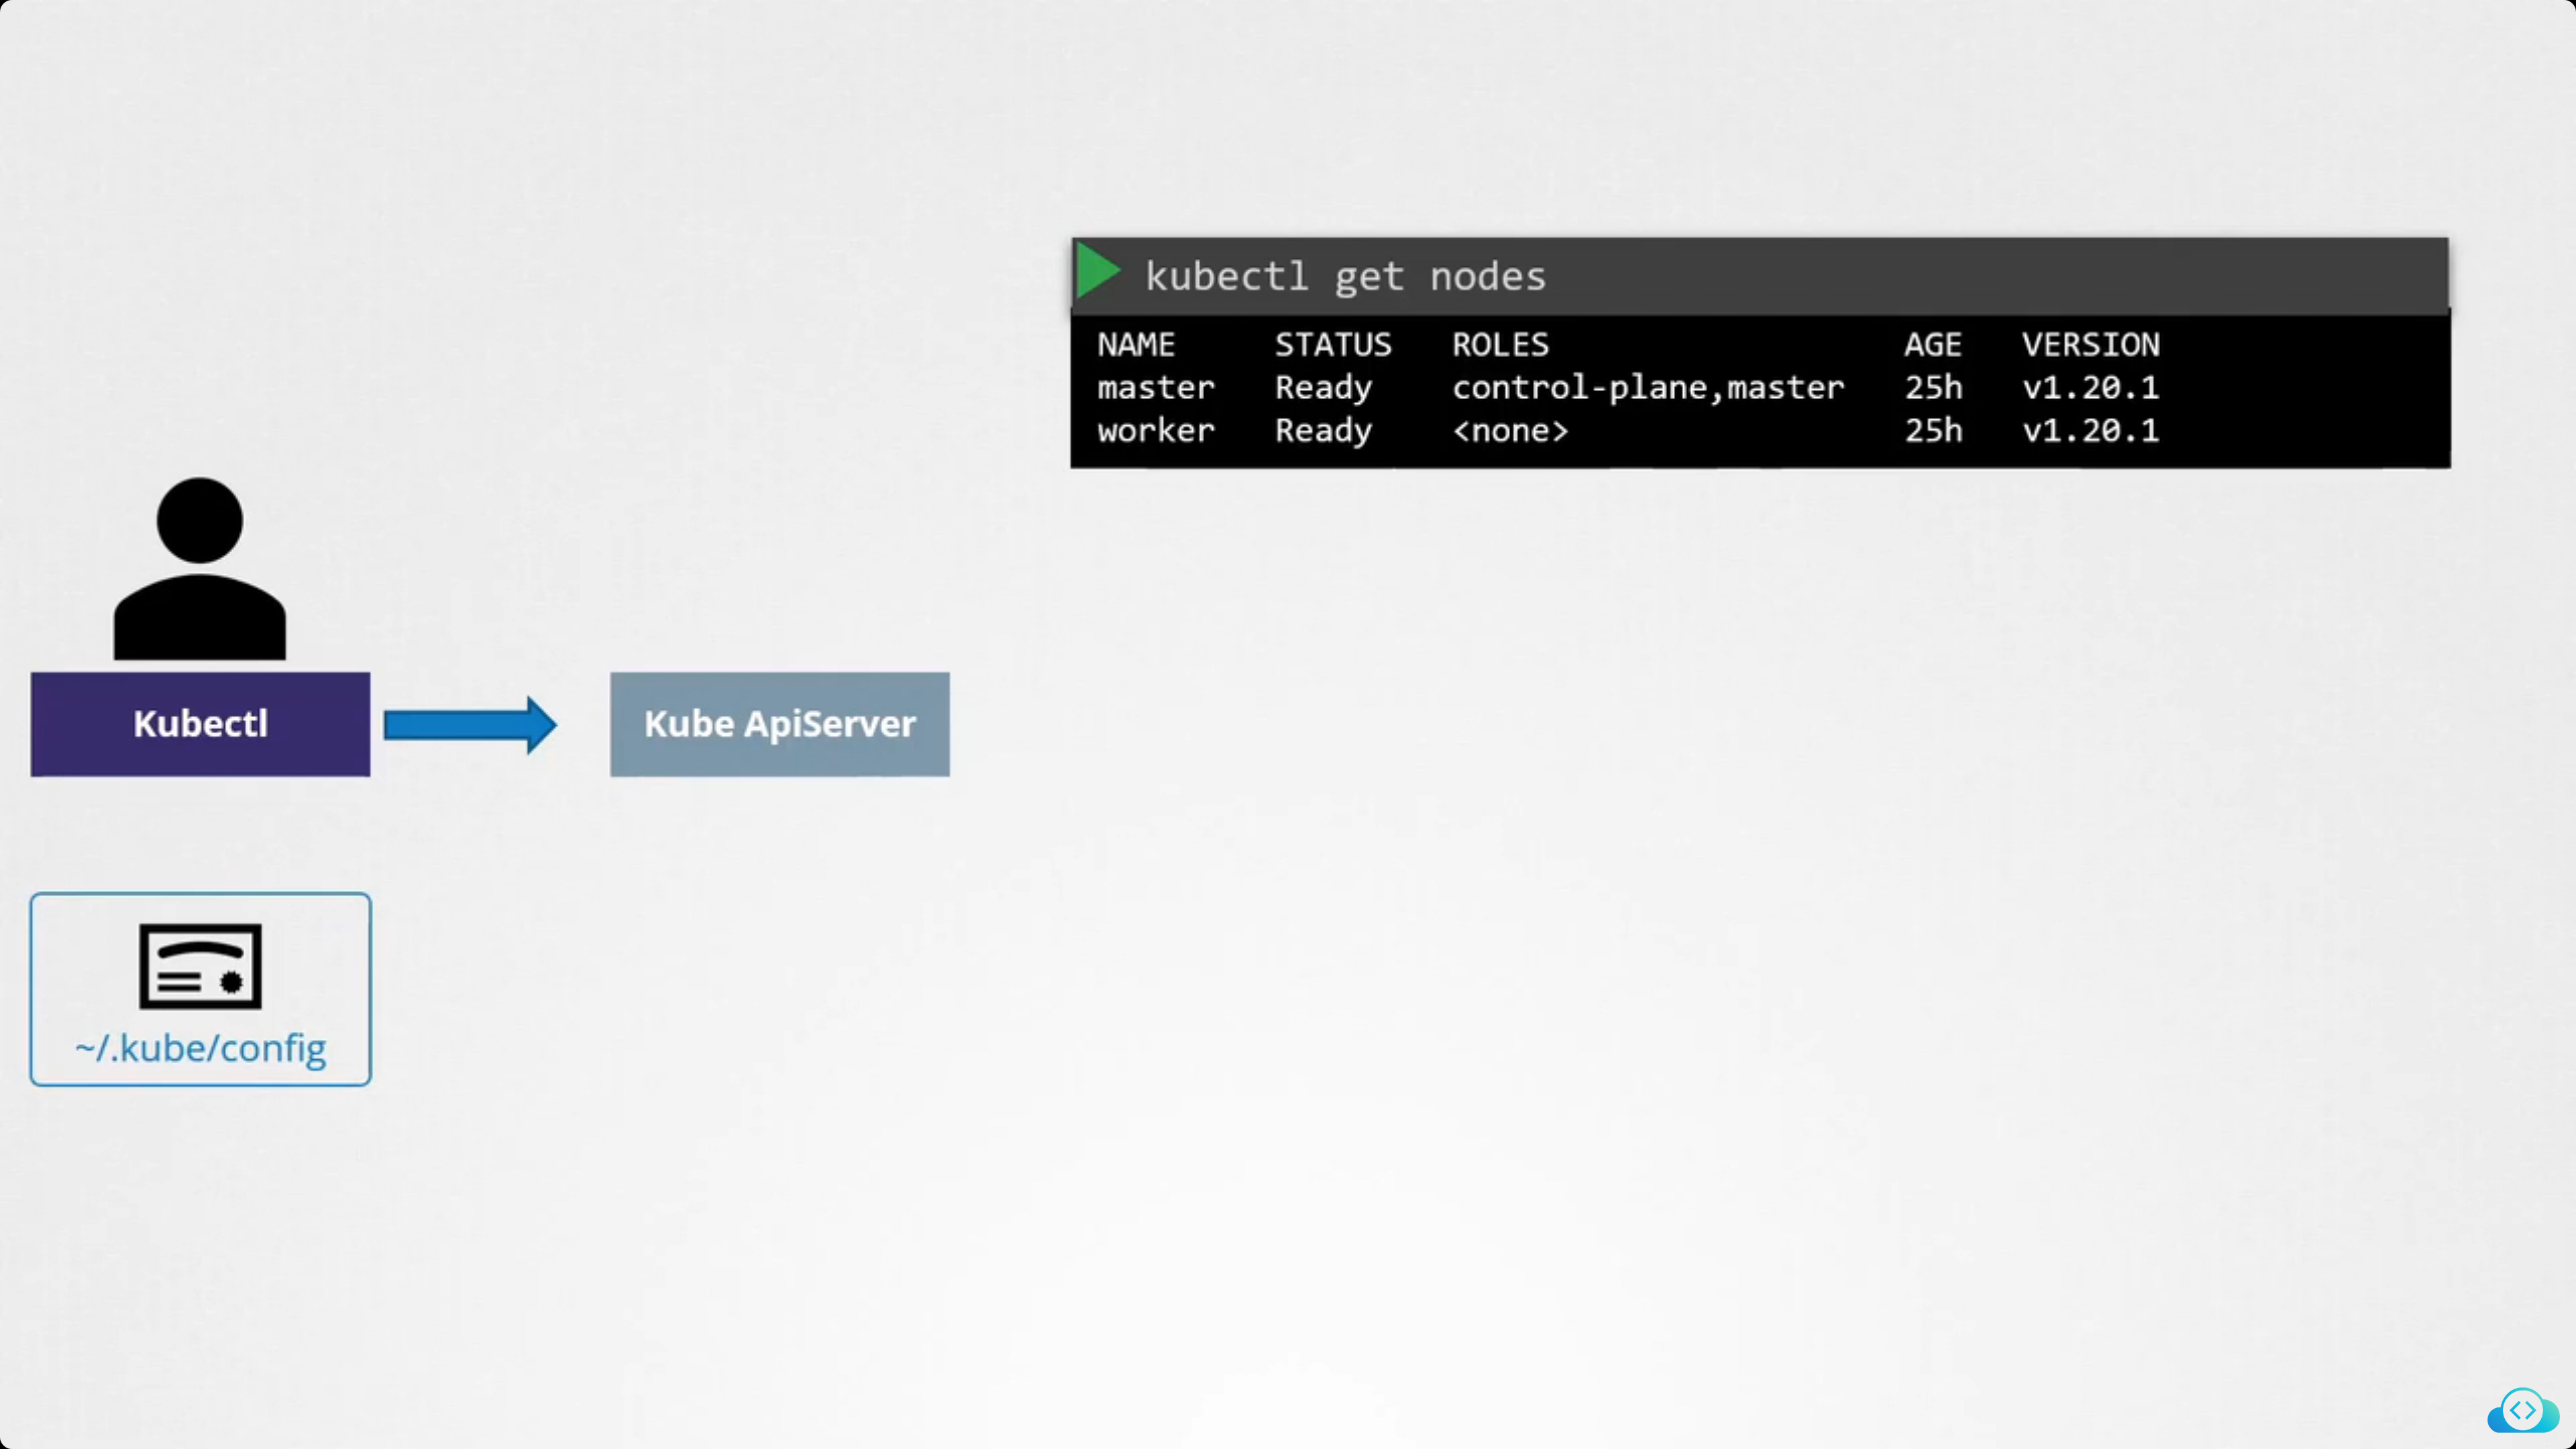 kubectl get nodes
NAME STATUS ROLES AGE VERSION
master Ready control-plane,master 25h v1.20.1
worker Ready <none> 25h v1.20.1
Kubectl
Kube ApiServer
~/.kube/config